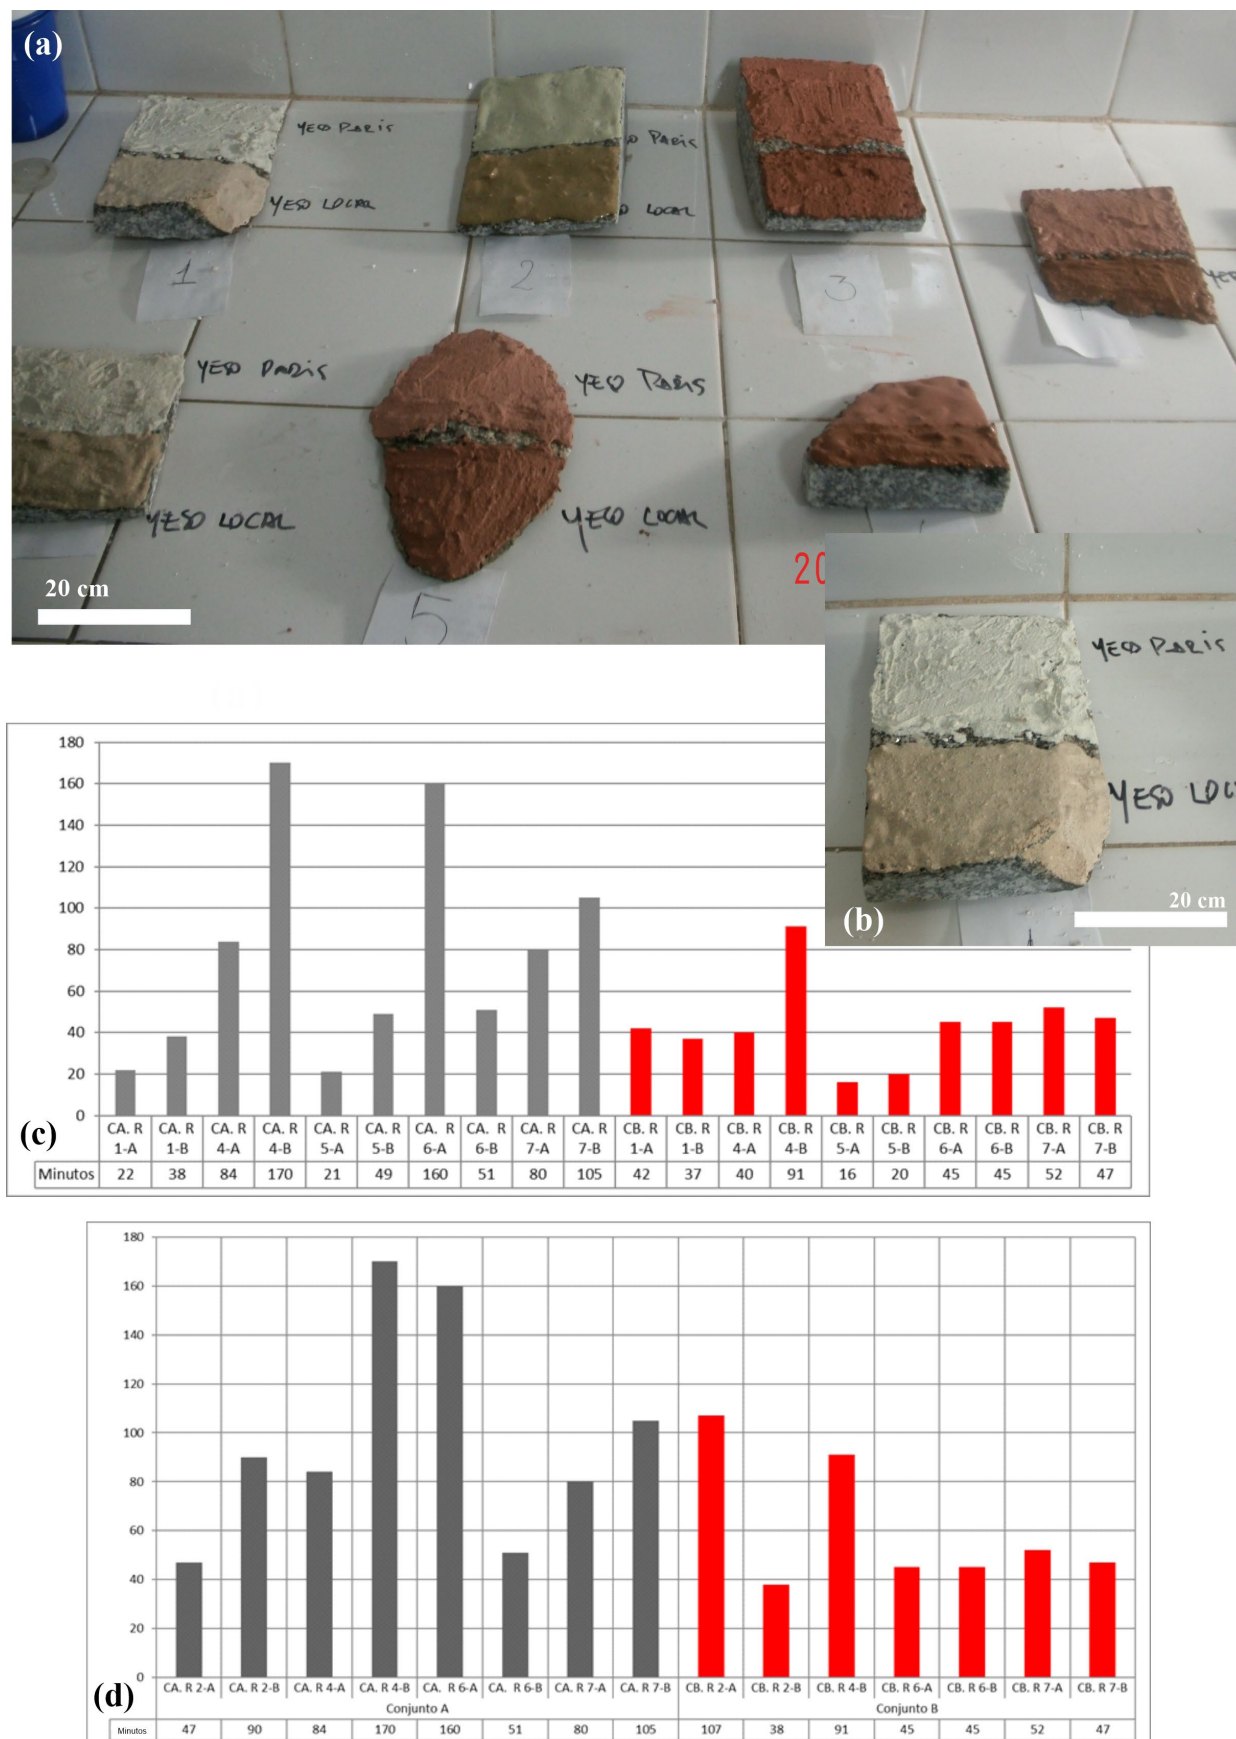 (a)
YESO PARIS
YESO LOCAL
PARIS
LOCAL
1
2
3
YESO PARIS
YESO LOCAL
YESO PARIS
YESO LOCAL
5
20 cm
20
YESO PARIS
YESO LOC
20 cm
(b)
180
160
140
120
100
80
60
40
20
0
(c)
CA. R 1-A CA. R 1-B CA. R 4-A CA. R 4-B CA. R 5-A CA. R 5-B CA. R 6-A CA. R 6-B CA. R 7-A CA. R 7-B CB. R 1-A CB. R 1-B CB. R 4-A CB. R 4-B CB. R 5-A CB. R 5-B CB. R 6-A CB. R 6-B CB. R 7-A CB. R 7-B
Minutos 22 38 84 170 21 49 160 51 80 105 42 37 40 91 16 20 45 45 52 47
180
160
140
120
100
80
60
40
20
0
(d)
CA. R 2-A CA. R 2-B CA. R 4-A CA. R 4-B CA. R 6-A CA. R 6-B CA. R 7-A CA. R 7-B CB. R 2-A CB. R 2-B CB. R 4-B CB. R 6-A CB. R 6-B CB. R 7-A CB. R 7-B
Conjunto A Conjunto B
Minutos 47 90 84 170 160 51 80 105 107 38 91 45 45 52 47